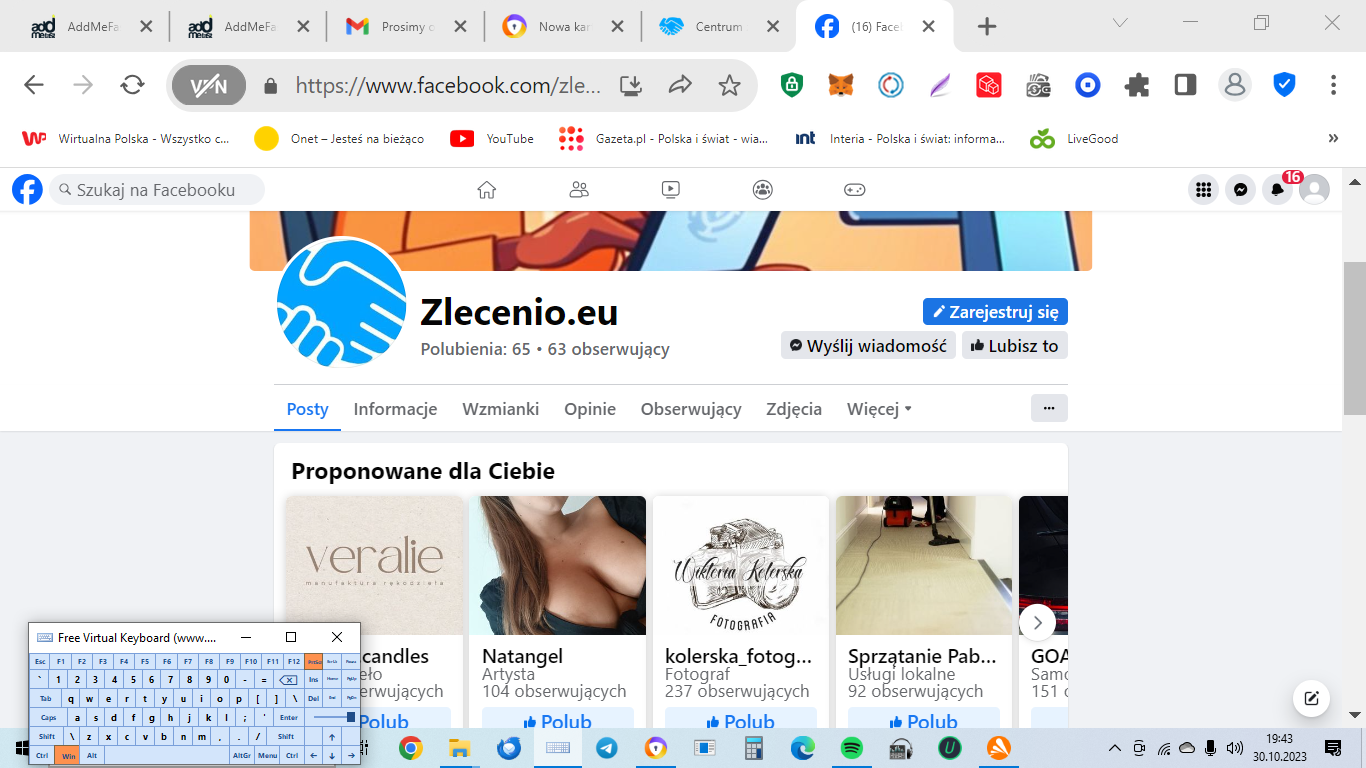 AddMeFa
AddMeFa
Prosimy o
Nowa kar
Centrum
(16) Facel
VPN
https://www.facebook.com/zle...
Wirtualna Polska - Wszystko c...
Onet – Jesteś na bieżąco
YouTube
Gazeta.pl - Polska i świat - wia...
int
Interia - Polska i świat: informa...
LiveGood
»
Szukaj na Facebooku
16
Zlecenio.eu
Polubienia: 65 • 63 obserwujący
Zarejestruj się
Wyślij wiadomość
Lubisz to
Posty
Informacje
Wzmianki
Opinie
Obserwujący
Zdjęcia
Więcej
Proponowane dla Ciebie
veralie
manufaktura rękodzieła
Wiktoria Kolerska
FOTOGRAFIA
candles
Natangel
kolerska_fotog...
Sprzątanie Pab...
GOA
eło
Artysta
Fotograf
Usługi lokalne
Samo
erwujących
104 obserwujących
237 obserwujących
92 obserwujących
151 o
Polub
Polub
Polub
Polub
Free Virtual Keyboard (www....
Esc F1 F2 F3 F4 F5 F6 F7 F8 F9 F10 F11 F12 PrtScr
` 1 2 3 4 5 6 7 8 9 0 - = Ins Home PgUp
Tab q w e r t y u i o p [ ] \ Del End PgDn
Caps a s d f g h j k l ; ' Enter
Shift \ z x c v b n m , . / Shift
Ctrl Win Alt AltGr Menu Ctrl
19:43
30.10.2023